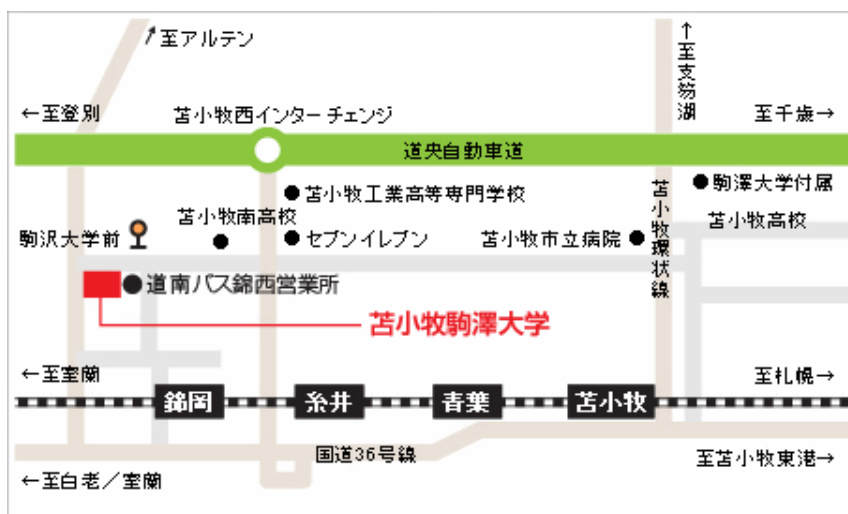 至アルテン
↑至支笏湖
←至登別
苫小牧西インターチェンジ
至千歳→
道央自動車道
苫小牧工業高等専門学校
駒澤大学付属
苫小牧高校
苫小牧南高校
駒沢大学前
セブンイレブン
苫小牧市立病院
苫小牧環状線
道南バス錦西営業所
苫小牧駒澤大学
←至室蘭
至札幌→
錦岡
糸井
青葉
苫小牧
国道36号線
至苫小牧東港→
←至白老／室蘭